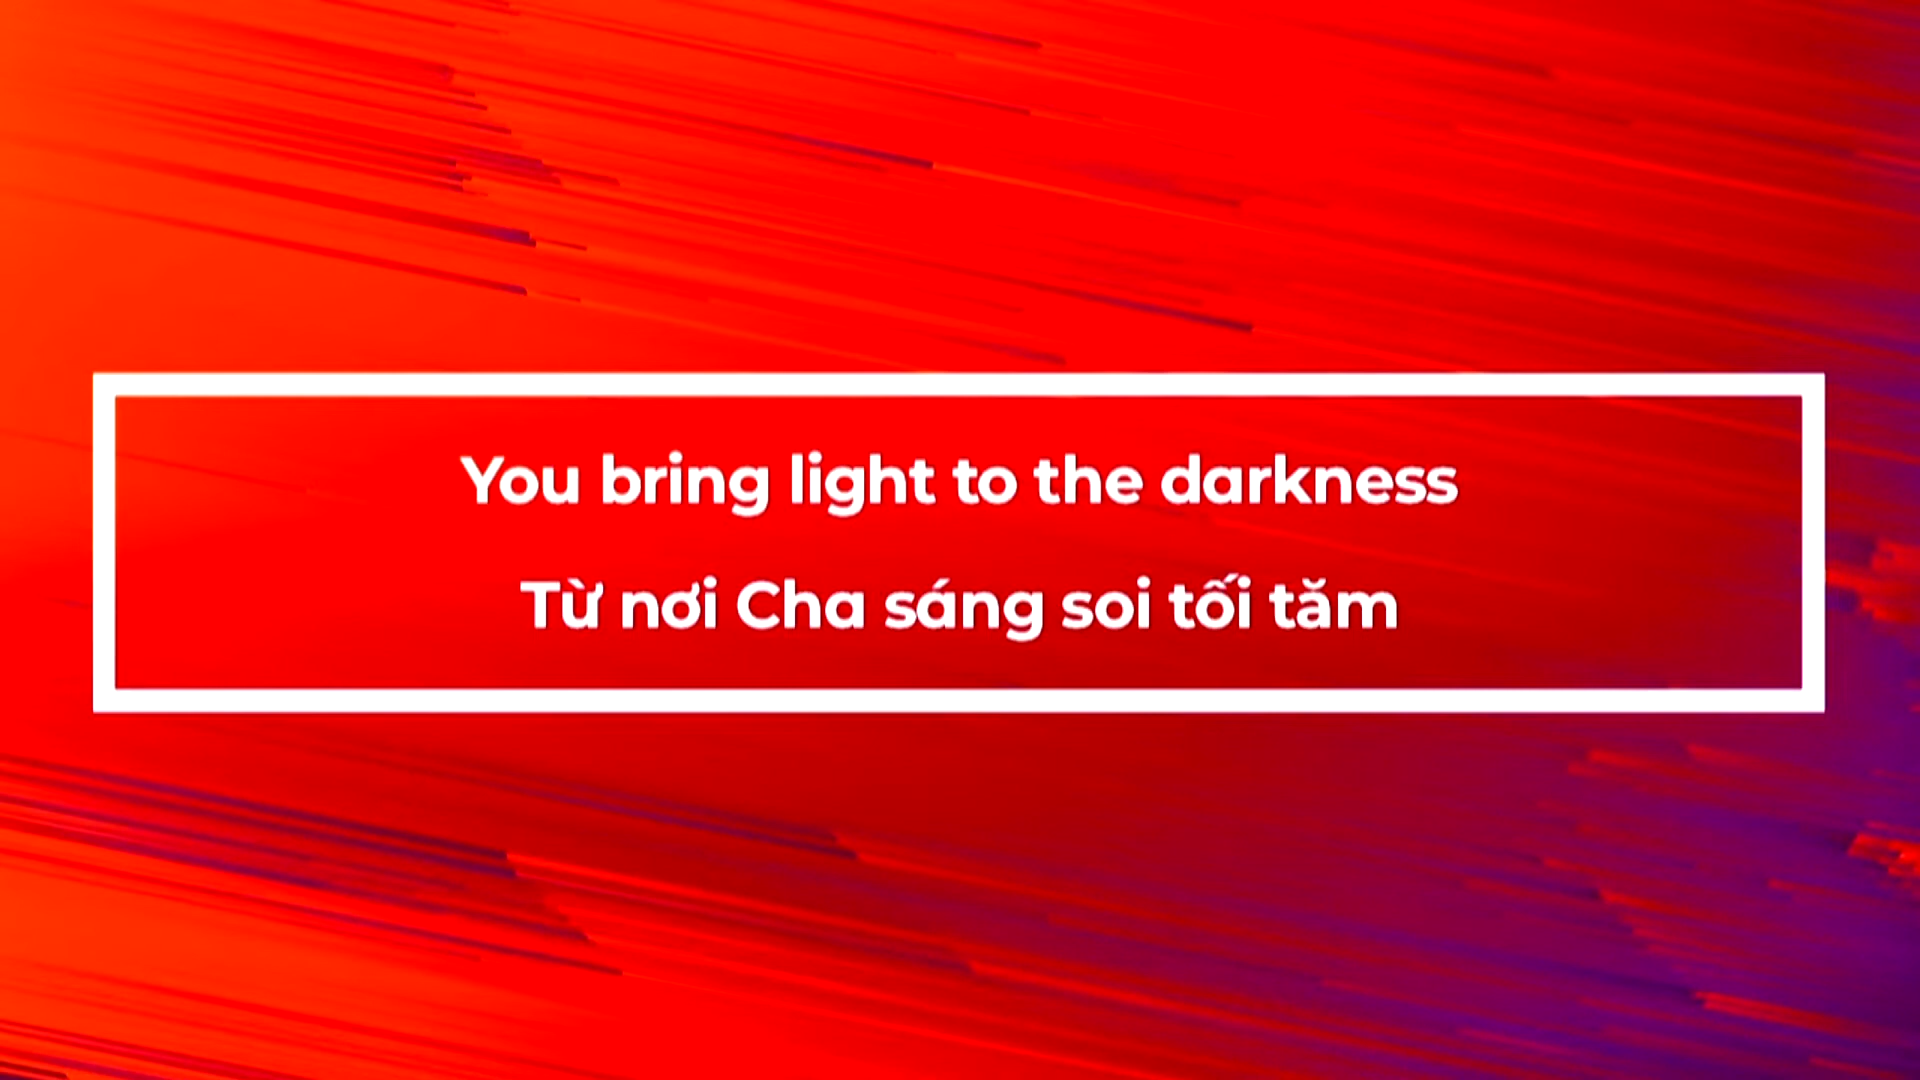 You bring light to the darkness
Từ nơi Cha sáng soi tối tăm